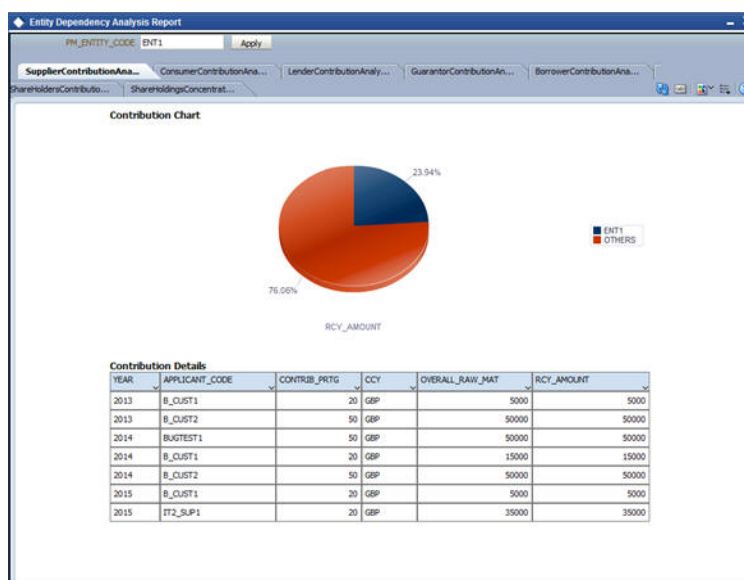 Entity Dependency Analysis Report
PM_ENTITY_CODE ENT1 Apply
SupplierContributionAna... ConsumerContributionAna... LenderContributionAnaly... GuarantorContributionAn... BorrowerContributionAna...
ShareHoldersContributio... ShareHoldingsConcentrat...
Contribution Chart
23.94%
ENT1
OTHERS
76.06%
RCY_AMOUNT
Contribution Details
YEAR APPLICANT_CODE CONTRIB_PRTG CCY OVERALL_RAW_MAT RCY_AMOUNT
2013 B_CUST1 20 GBP 5000 5000
2013 B_CUST2 50 GBP 50000 50000
2014 BUGTEST1 50 GBP 50000 50000
2014 B_CUST1 20 GBP 15000 15000
2014 B_CUST2 50 GBP 50000 50000
2015 B_CUST1 20 GBP 5000 5000
2015 IT2_SUP1 20 GBP 35000 35000